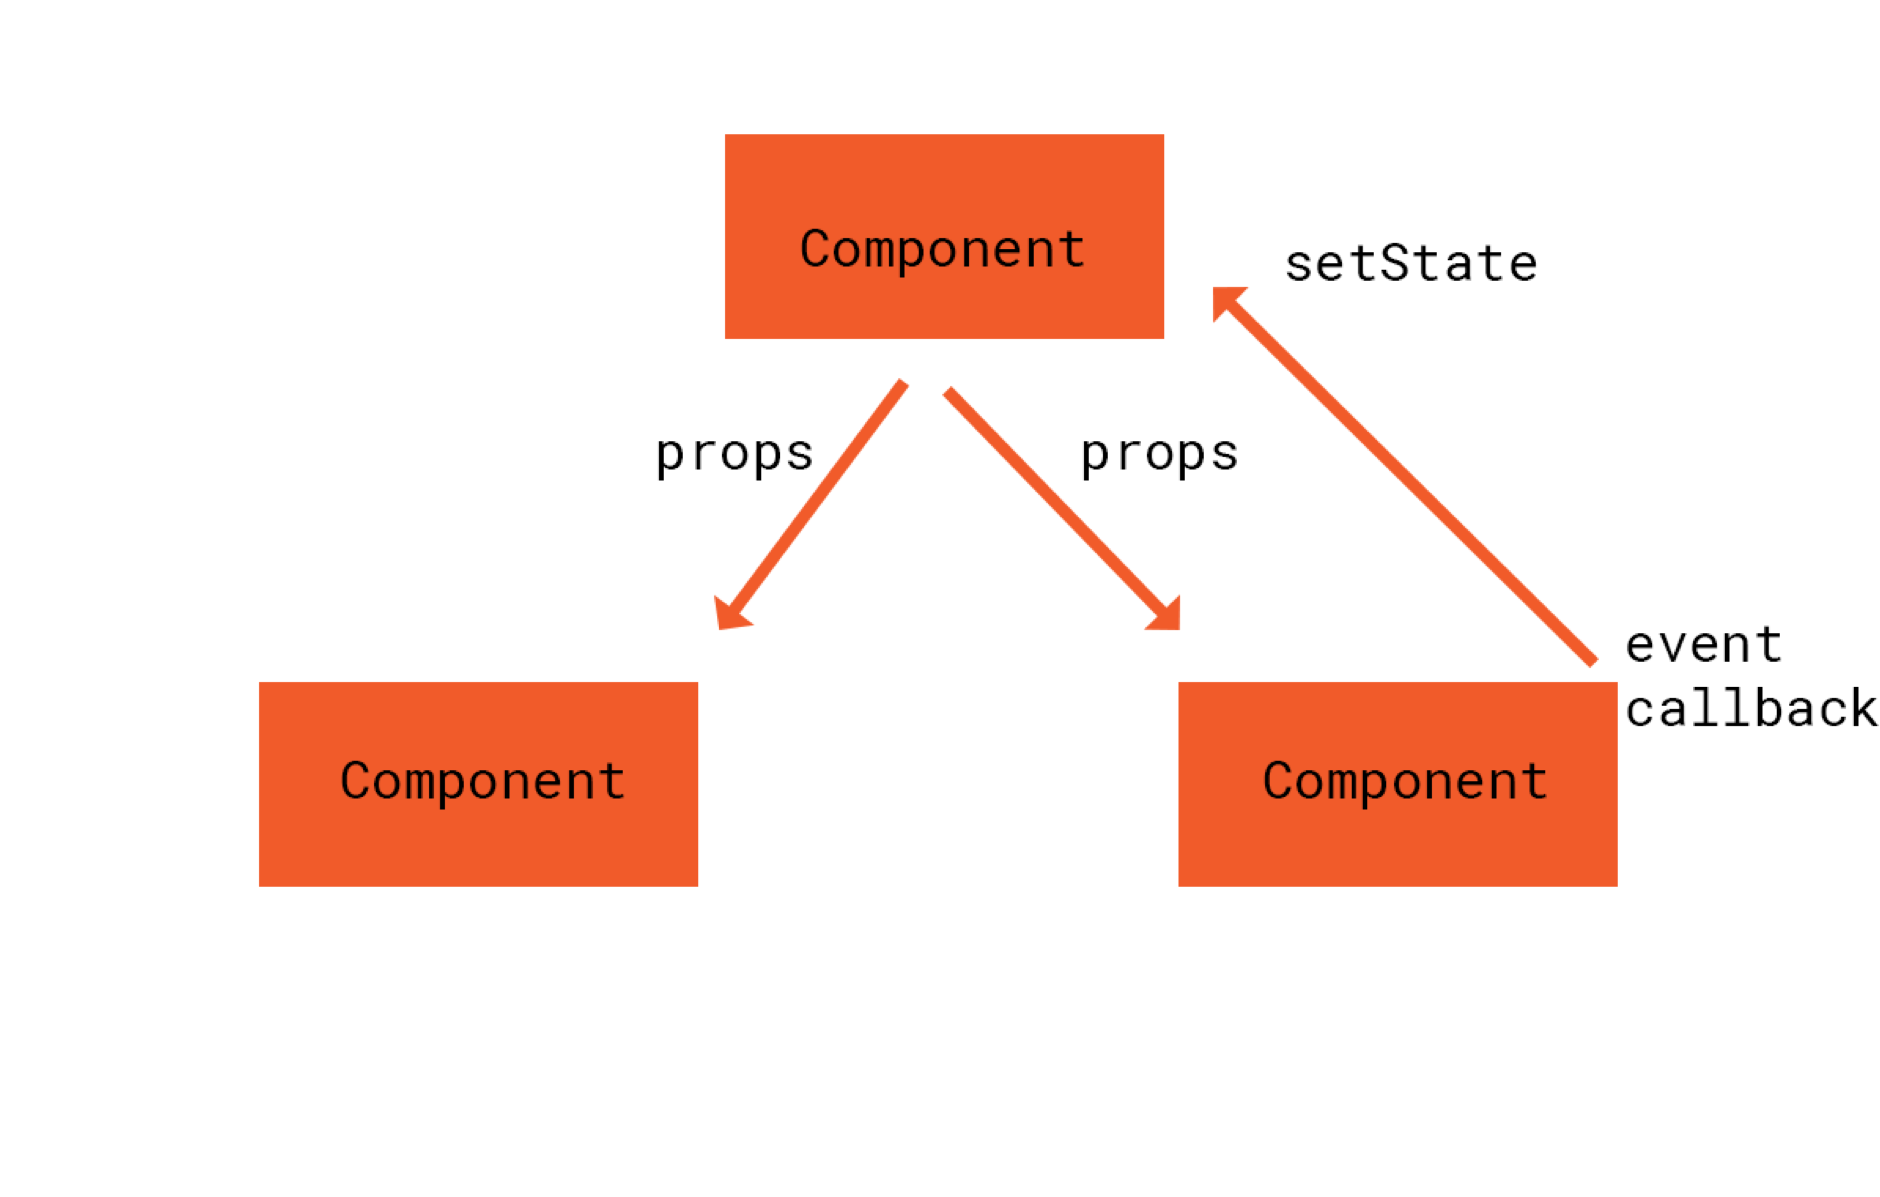 Component
setState
props
props
event
callback
Component
Component